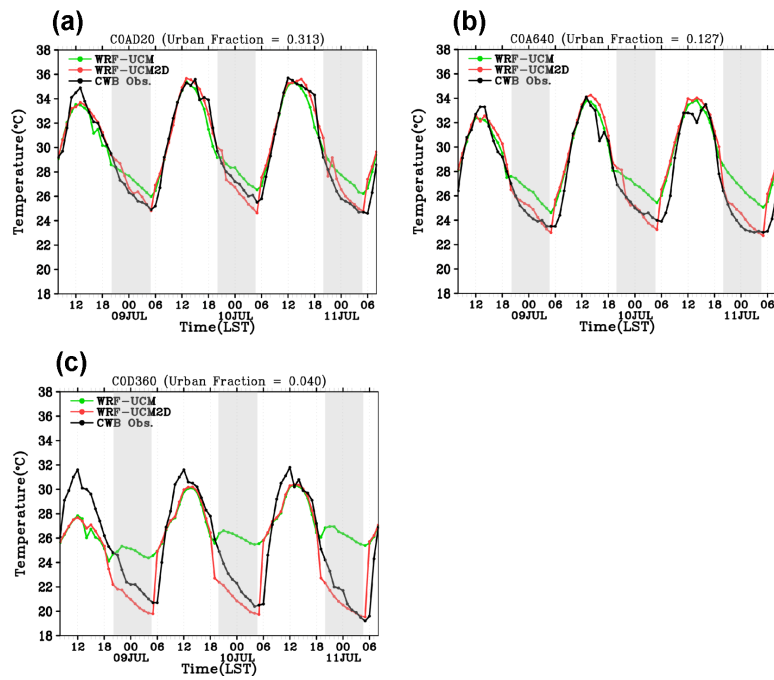 (a)
C0AD20 (Urban Fraction = 0.313)
WRF-UCM
WRF-UCM2D
CWB Obs.
Temperature(°C)
38
36
34
32
30
28
26
24
22
20
18
12 18 00 06 12 18 00 06 12 18 00 06
09JUL 10JUL 11JUL
Time(LST)
(b)
C0A640 (Urban Fraction = 0.127)
WRF-UCM
WRF-UCM2D
CWB Obs.
Temperature(°C)
38
36
34
32
30
28
26
24
22
20
18
12 18 00 06 12 18 00 06 12 18 00 06
09JUL 10JUL 11JUL
Time(LST)
(c)
C0D360 (Urban Fraction = 0.040)
WRF-UCM
WRF-UCM2D
CWB Obs.
Temperature(°C)
38
36
34
32
30
28
26
24
22
20
18
12 18 00 06 12 18 00 06 12 18 00 06
09JUL 10JUL 11JUL
Time(LST)